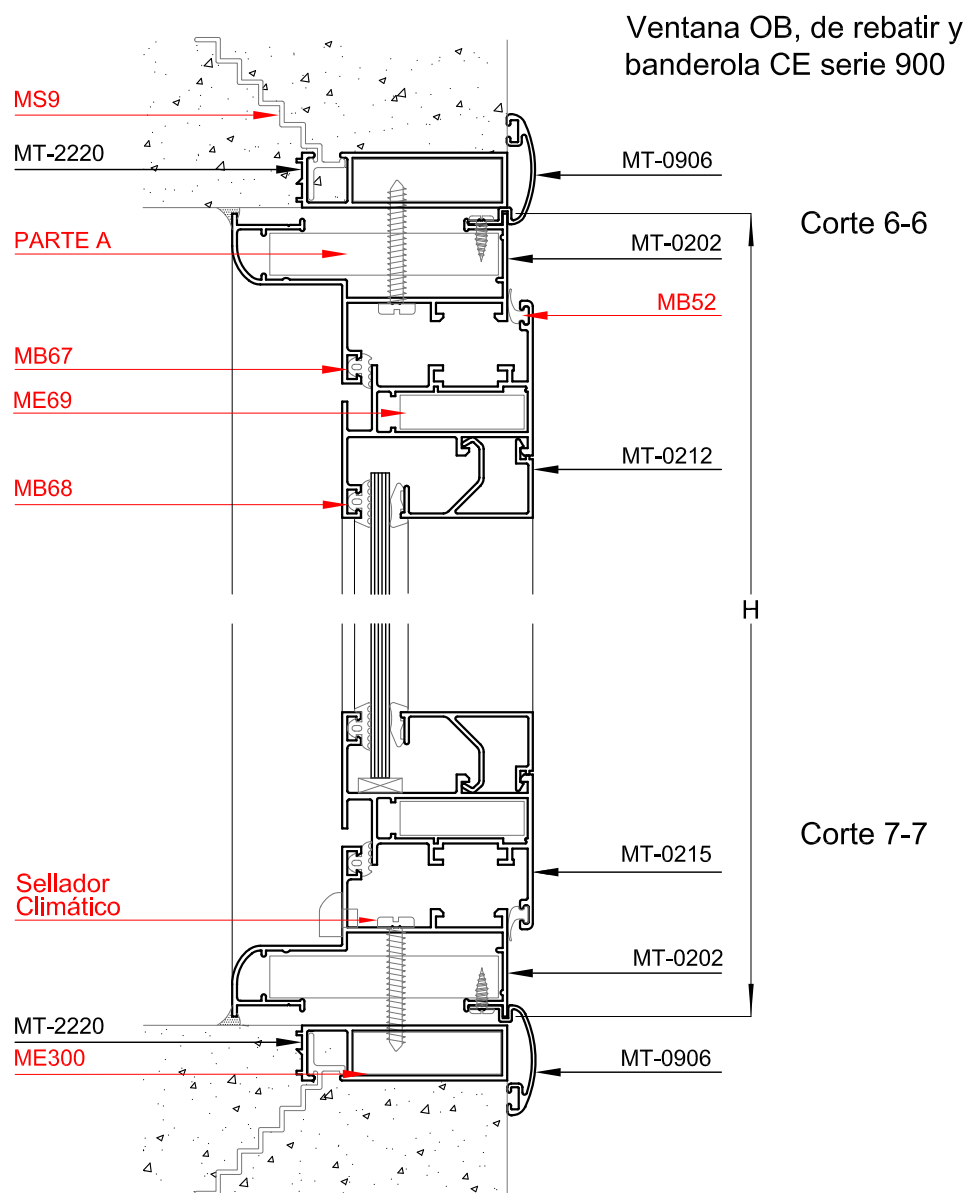 Ventana OB, de rebatir y
banderola CE serie 900
MS9
MT-2220
MT-0906
Corte 6-6
PARTE A
MT-0202
MB52
MB67
ME69
MT-0212
MB68
H
Corte 7-7
MT-0215
Sellador
Climático
MT-0202
MT-2220
ME300
MT-0906